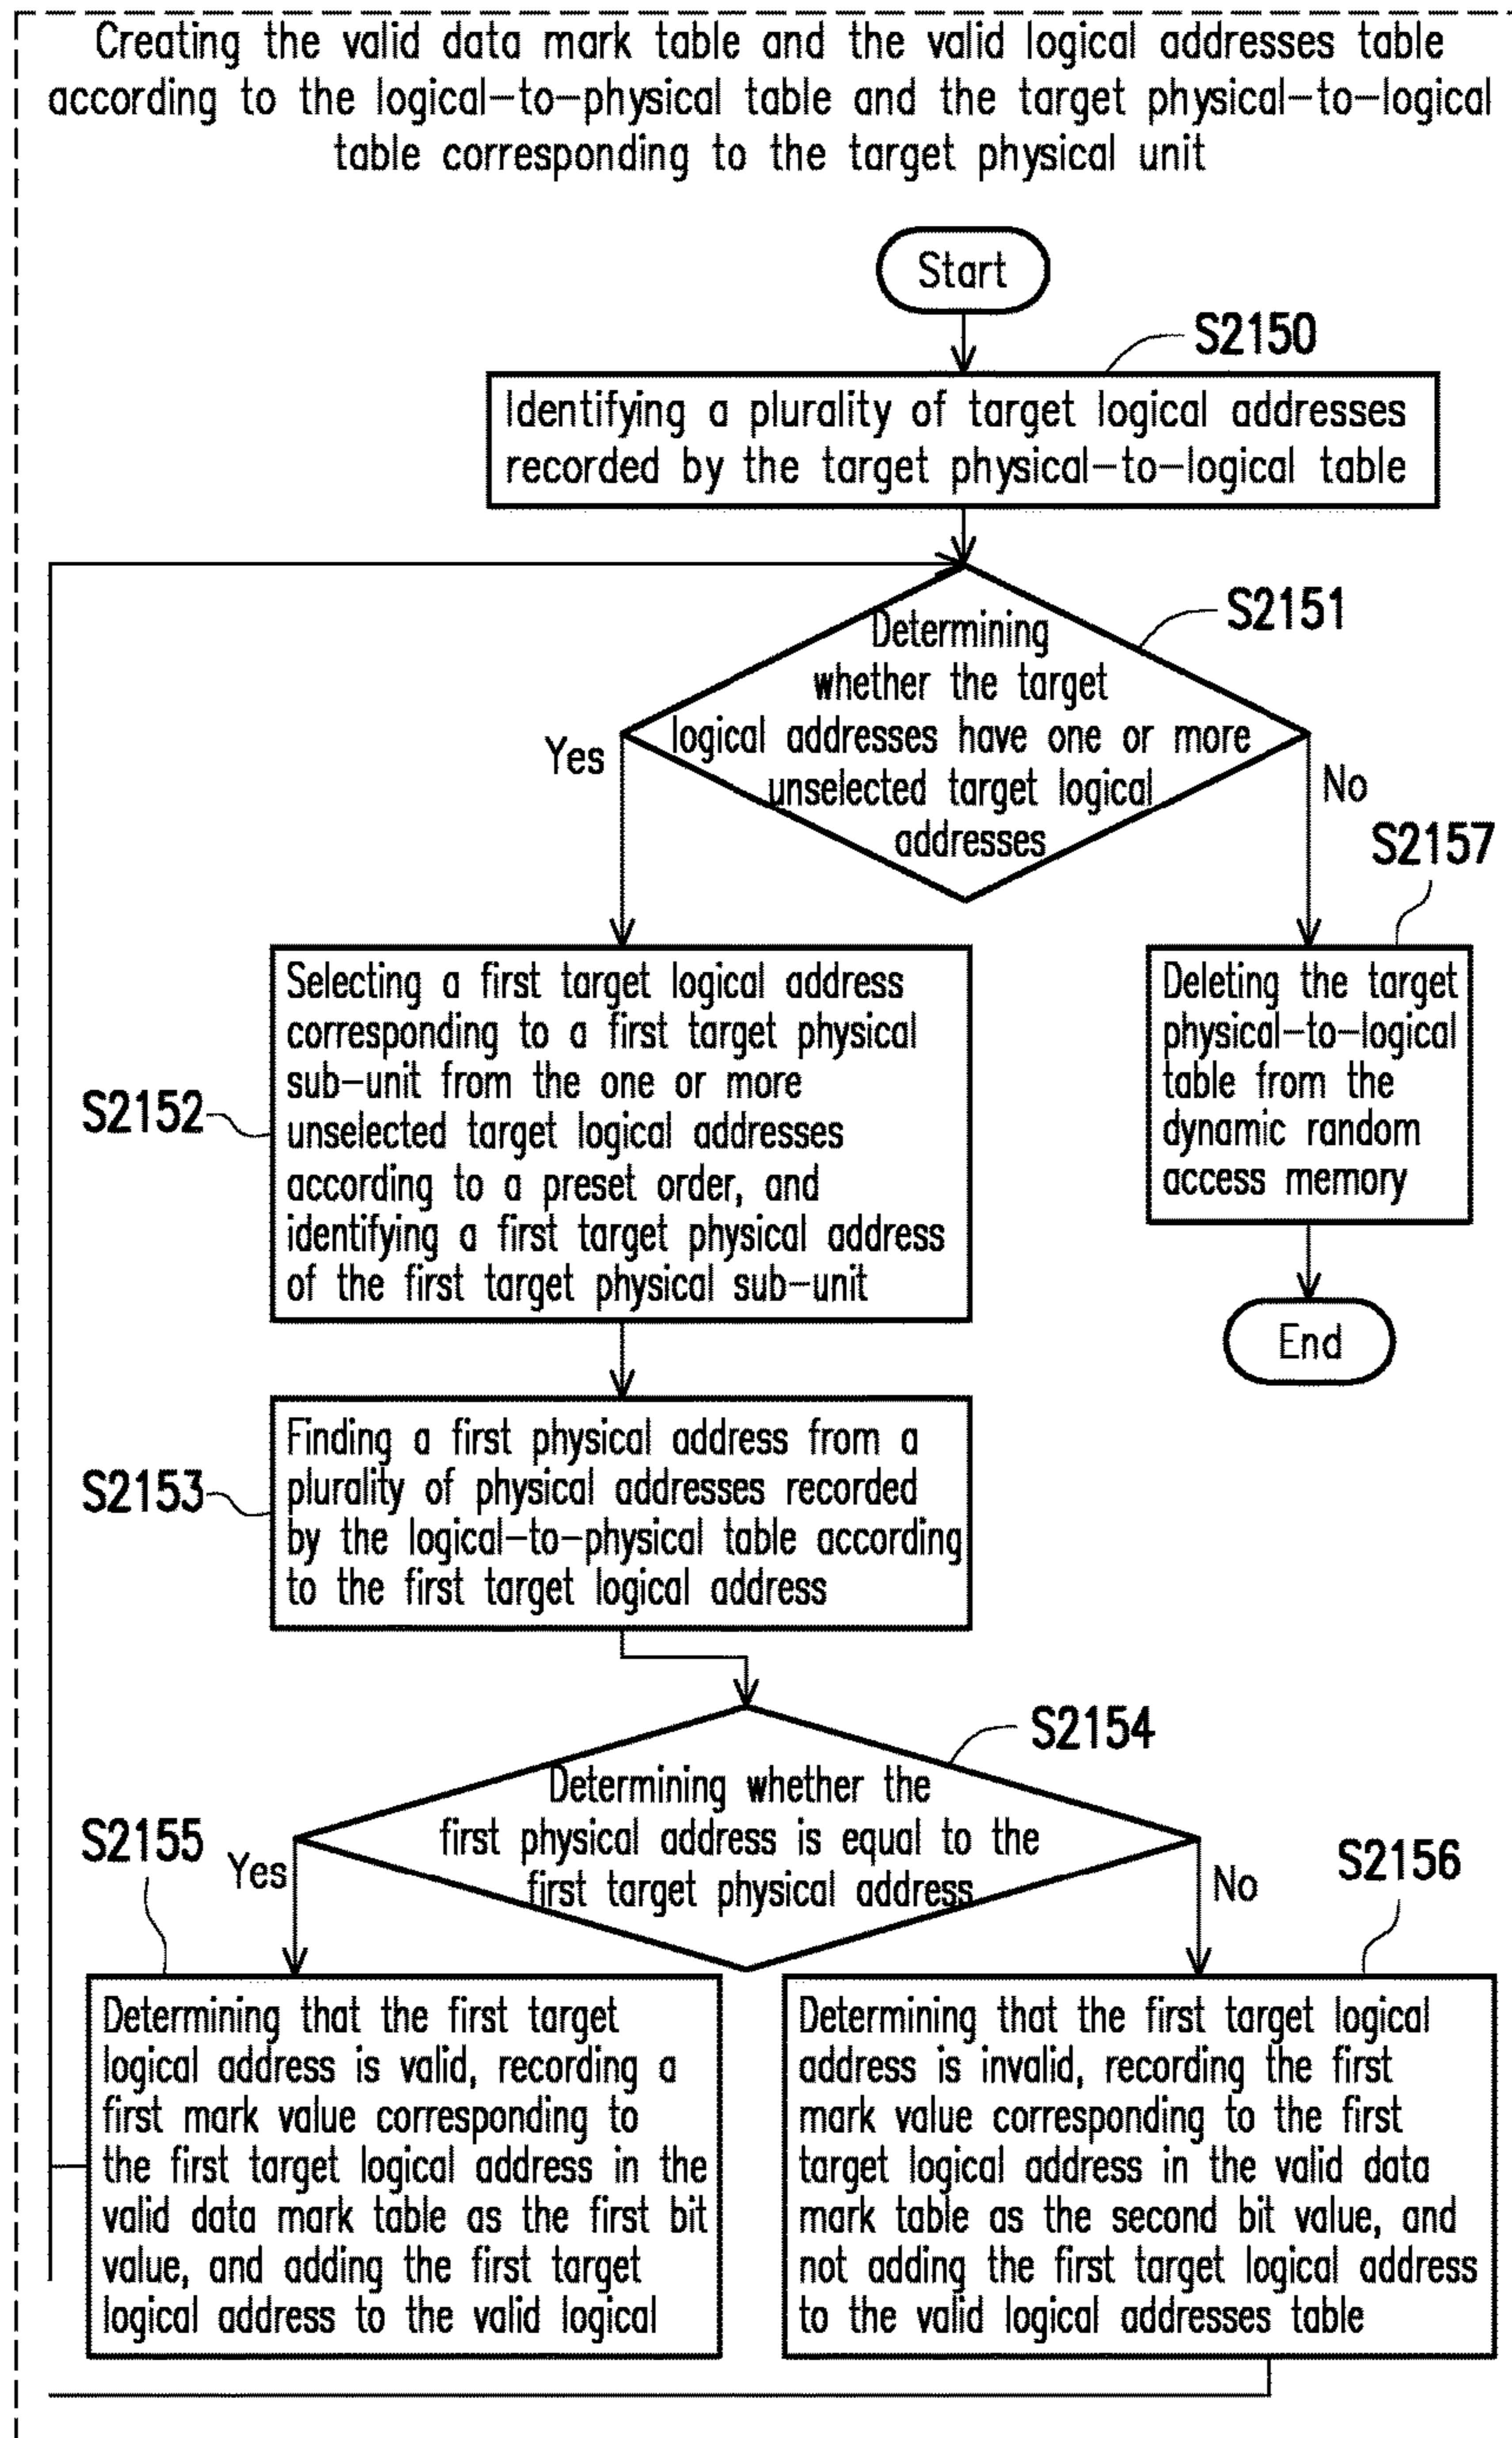 Creating the valid data mark table and the valid logical addresses table
according to the logical-to-physical table and the target physical-to-logical
table corresponding to the target physical unit
Start
S2150
Identifying a plurality of target logical addresses
recorded by the target physical-to-logical table
S2151
Determining
whether the target
logical addresses have one or more
unselected target logical
addresses
Yes
No
S2157
Deleting the target
physical-to-logical
table from the
dynamic random
access memory
End
S2152
Selecting a first target logical address
corresponding to a first target physical
sub-unit from the one or more
unselected target logical addresses
according to a preset order, and
identifying a first target physical address
of the first target physical sub-unit
S2153
Finding a first physical address from a
plurality of physical addresses recorded
by the logical-to-physical table according
to the first target logical address
S2154
Determining whether the
first physical address is equal to the
first target physical address
S2155
Yes
No
S2156
Determining that the first target
logical address is valid, recording a
first mark value corresponding to
the first target logical address in the
valid data mark table as the first bit
value, and adding the first target
logical address to the valid logical
Determining that the first target logical
address is invalid, recording the first
mark value corresponding to the first
target logical address in the valid data
mark table as the second bit value, and
not adding the first target logical address
to the valid logical addresses table